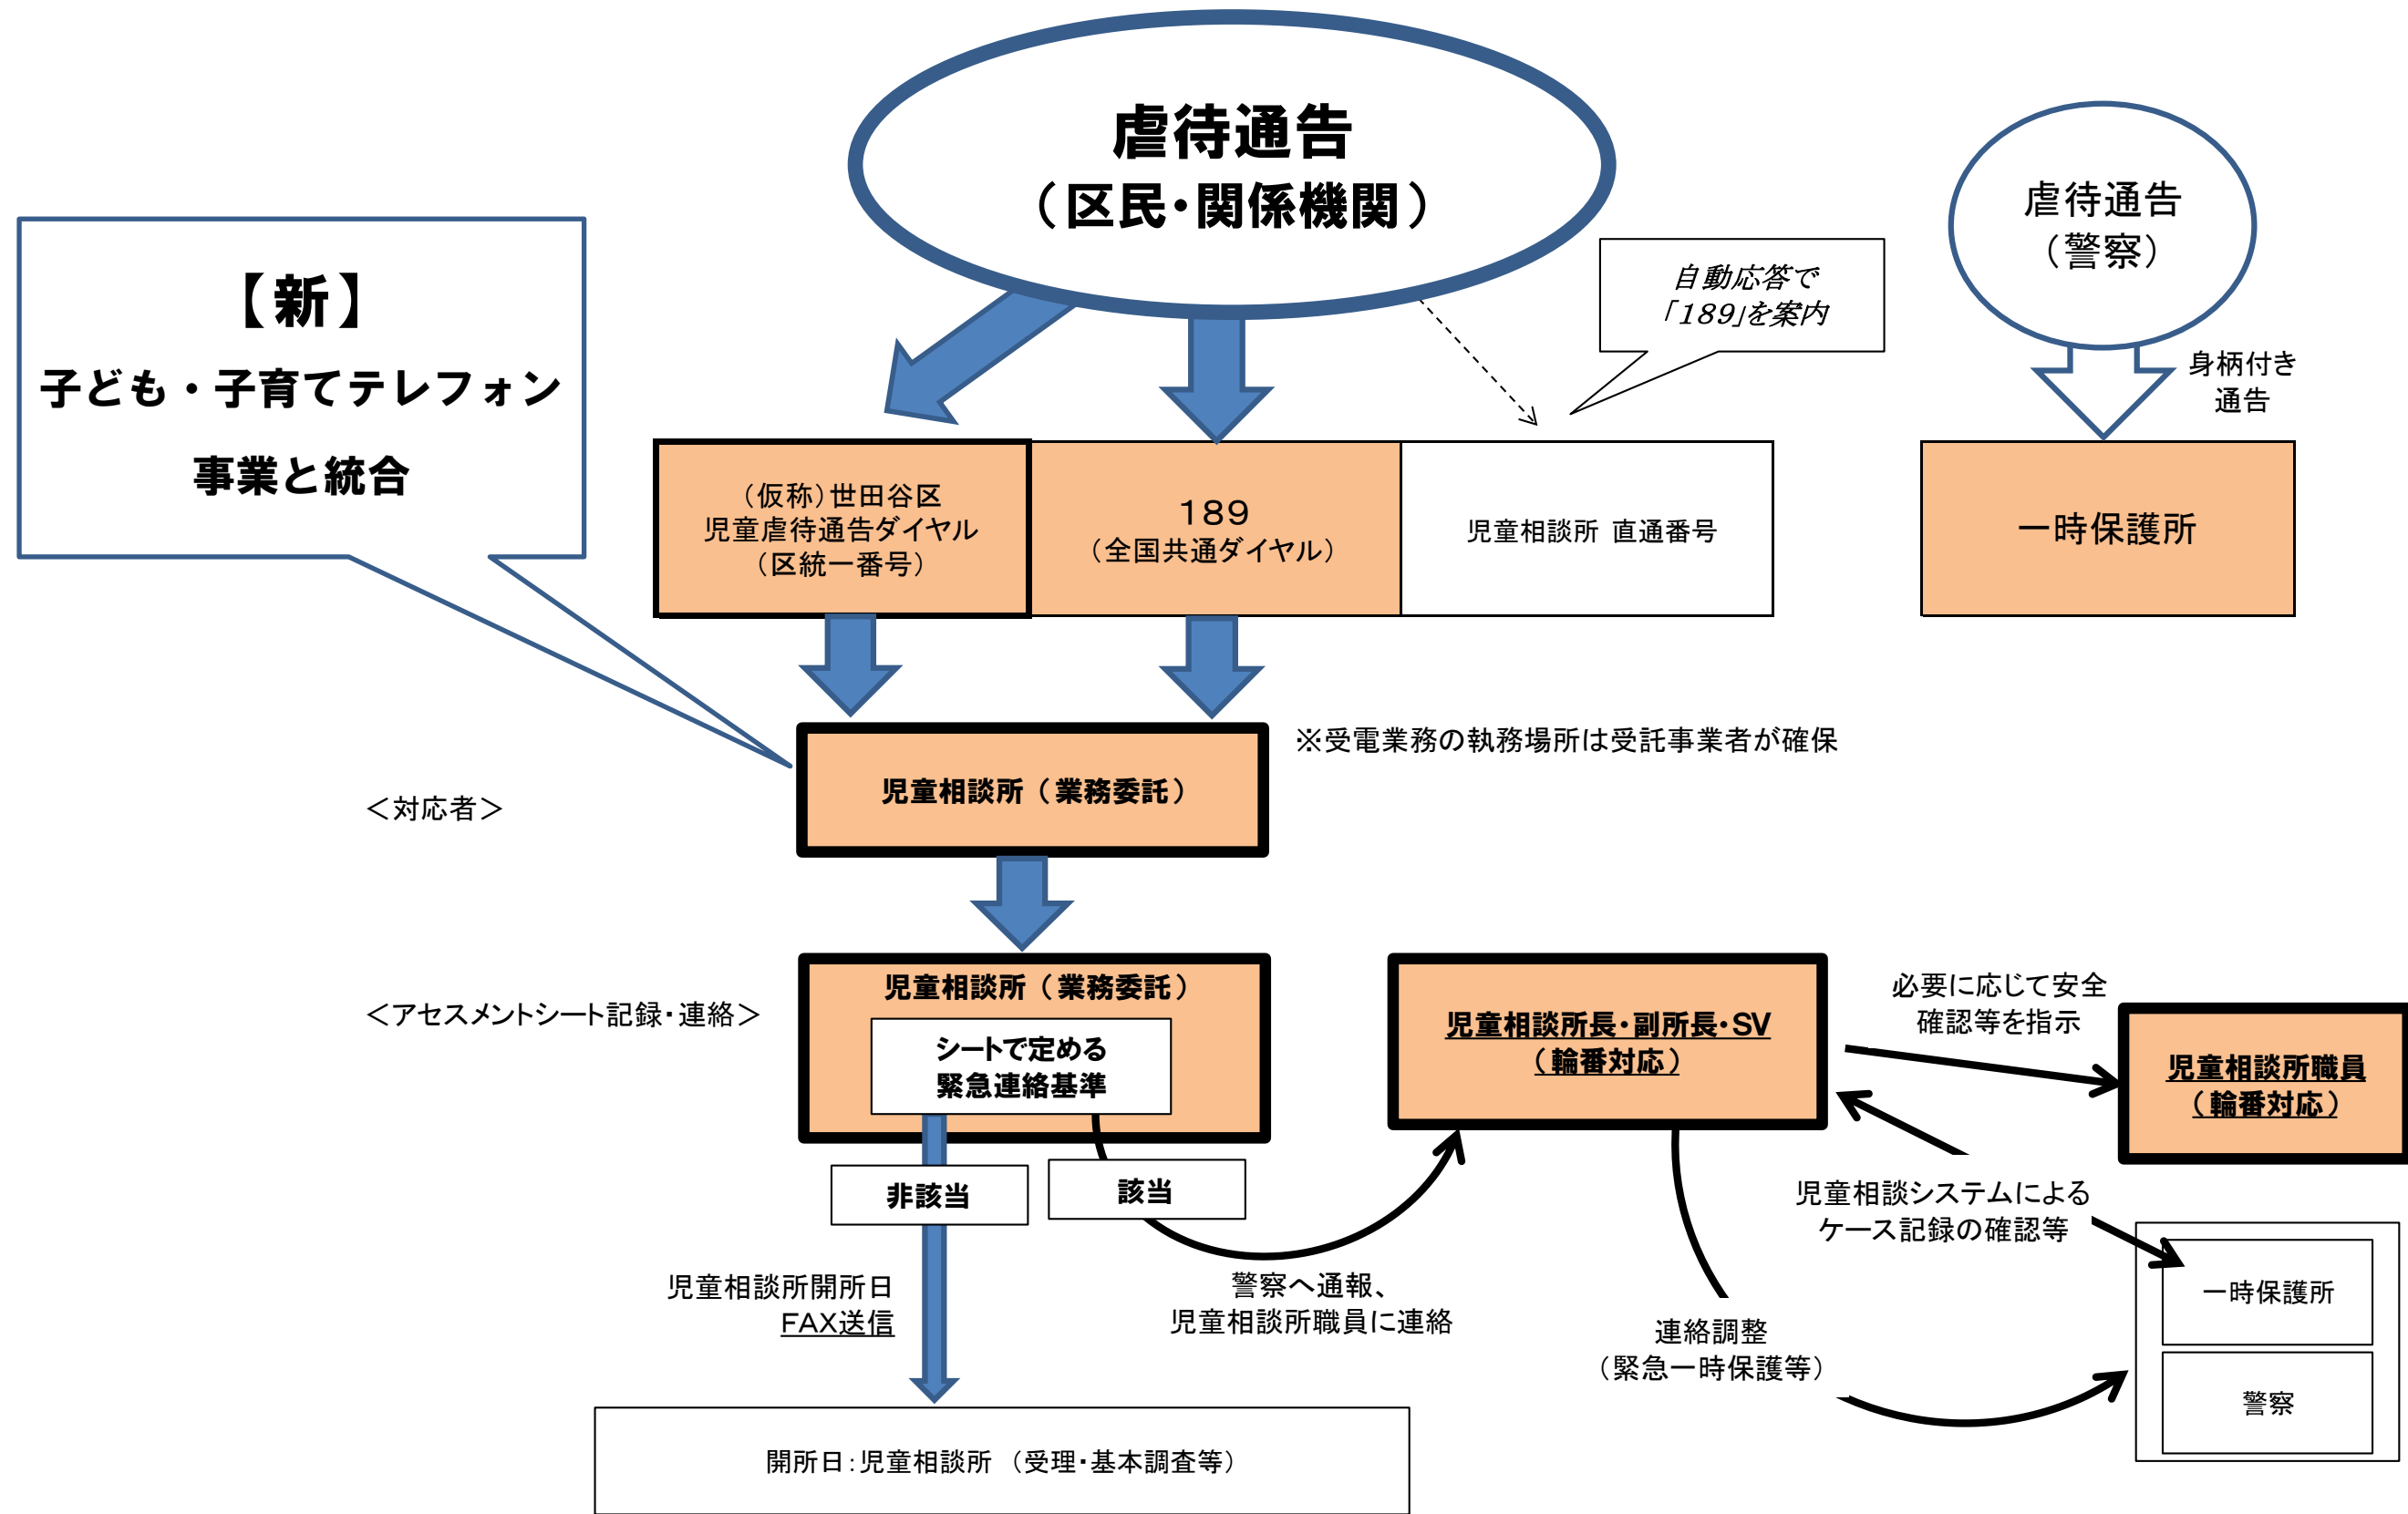 虐待通告
（区民・関係機関）
虐待通告
（警察）
【新】
子ども・子育てテレフォン
事業と統合
自動応答で
「189」を案内
身柄付き
通告
（仮称）世田谷区
児童虐待通告ダイヤル
（区統一番号）
189
（全国共通ダイヤル）
児童相談所 直通番号
一時保護所
※受電業務の執務場所は受託事業者が確保
＜対応者＞
児童相談所（業務委託）
＜アセスメントシート記録・連絡＞
児童相談所（業務委託）
シートで定める
緊急連絡基準
児童相談所長・副所長・SV
（輪番対応）
必要に応じて安全
確認等を指示
児童相談所職員
（輪番対応）
非該当
該当
児童相談システムによる
ケース記録の確認等
児童相談所開所日
FAX送信
警察へ通報、
児童相談所職員に連絡
連絡調整
（緊急一時保護等）
一時保護所
警察
開所日：児童相談所 （受理・基本調査等）